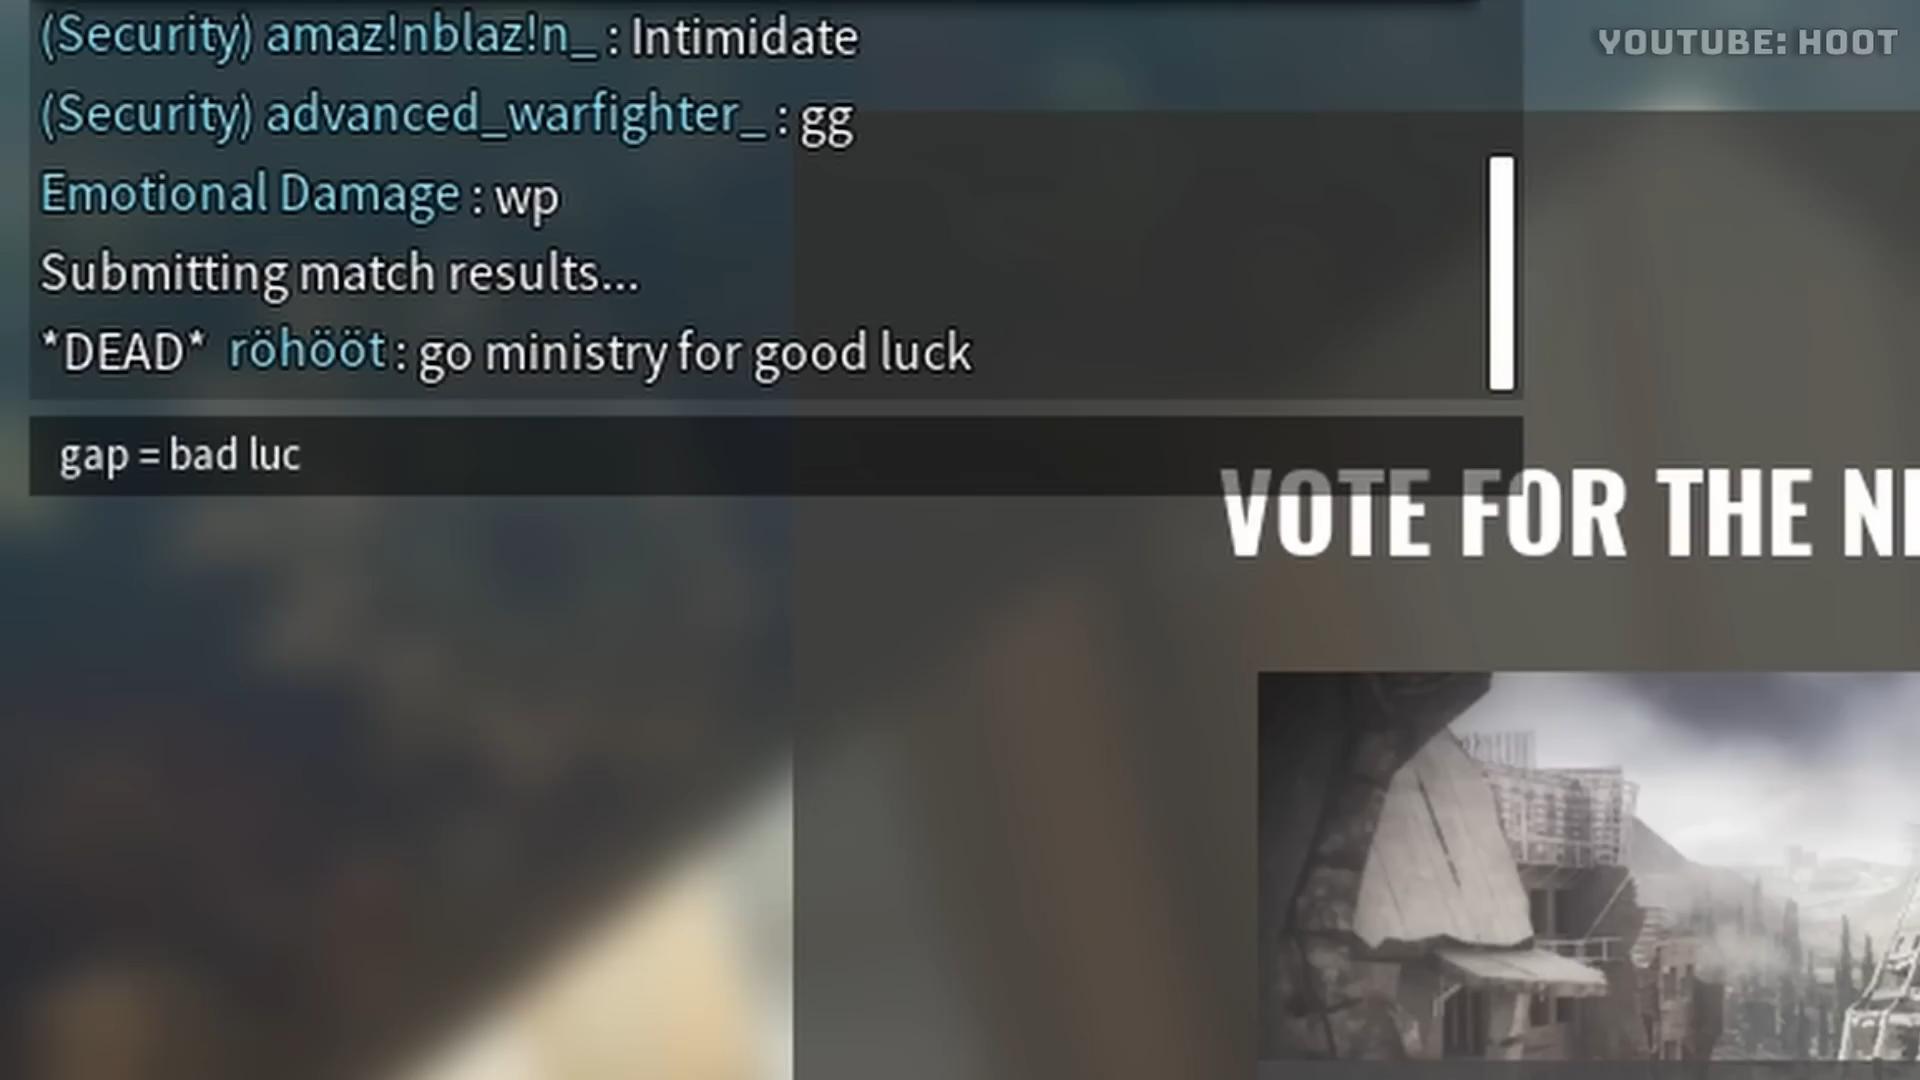 YOUTUBE: HOOT
(Security) amaz!nblaz!n_ : Intimidate
(Security) advanced_warfighter_ : gg
Emotional Damage : wp
Submitting match results...
*DEAD* röhööt : go ministry for good luck
gap = bad luc
VOTE FOR THE